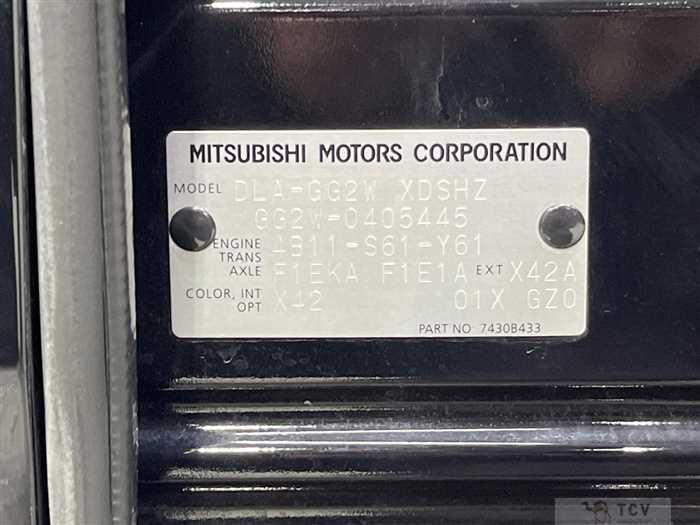 MITSUBISHI MOTORS CORPORATION
MODEL DLA-GG2W XDSHZ
GG2W-0405445
ENGINE 4B11-S61-Y61
TRANS
AXLE F1EKA F1E1A EXT X42A
COLOR, INT X42 01X GZ0
OPT
PART NO 7430B433
TCV